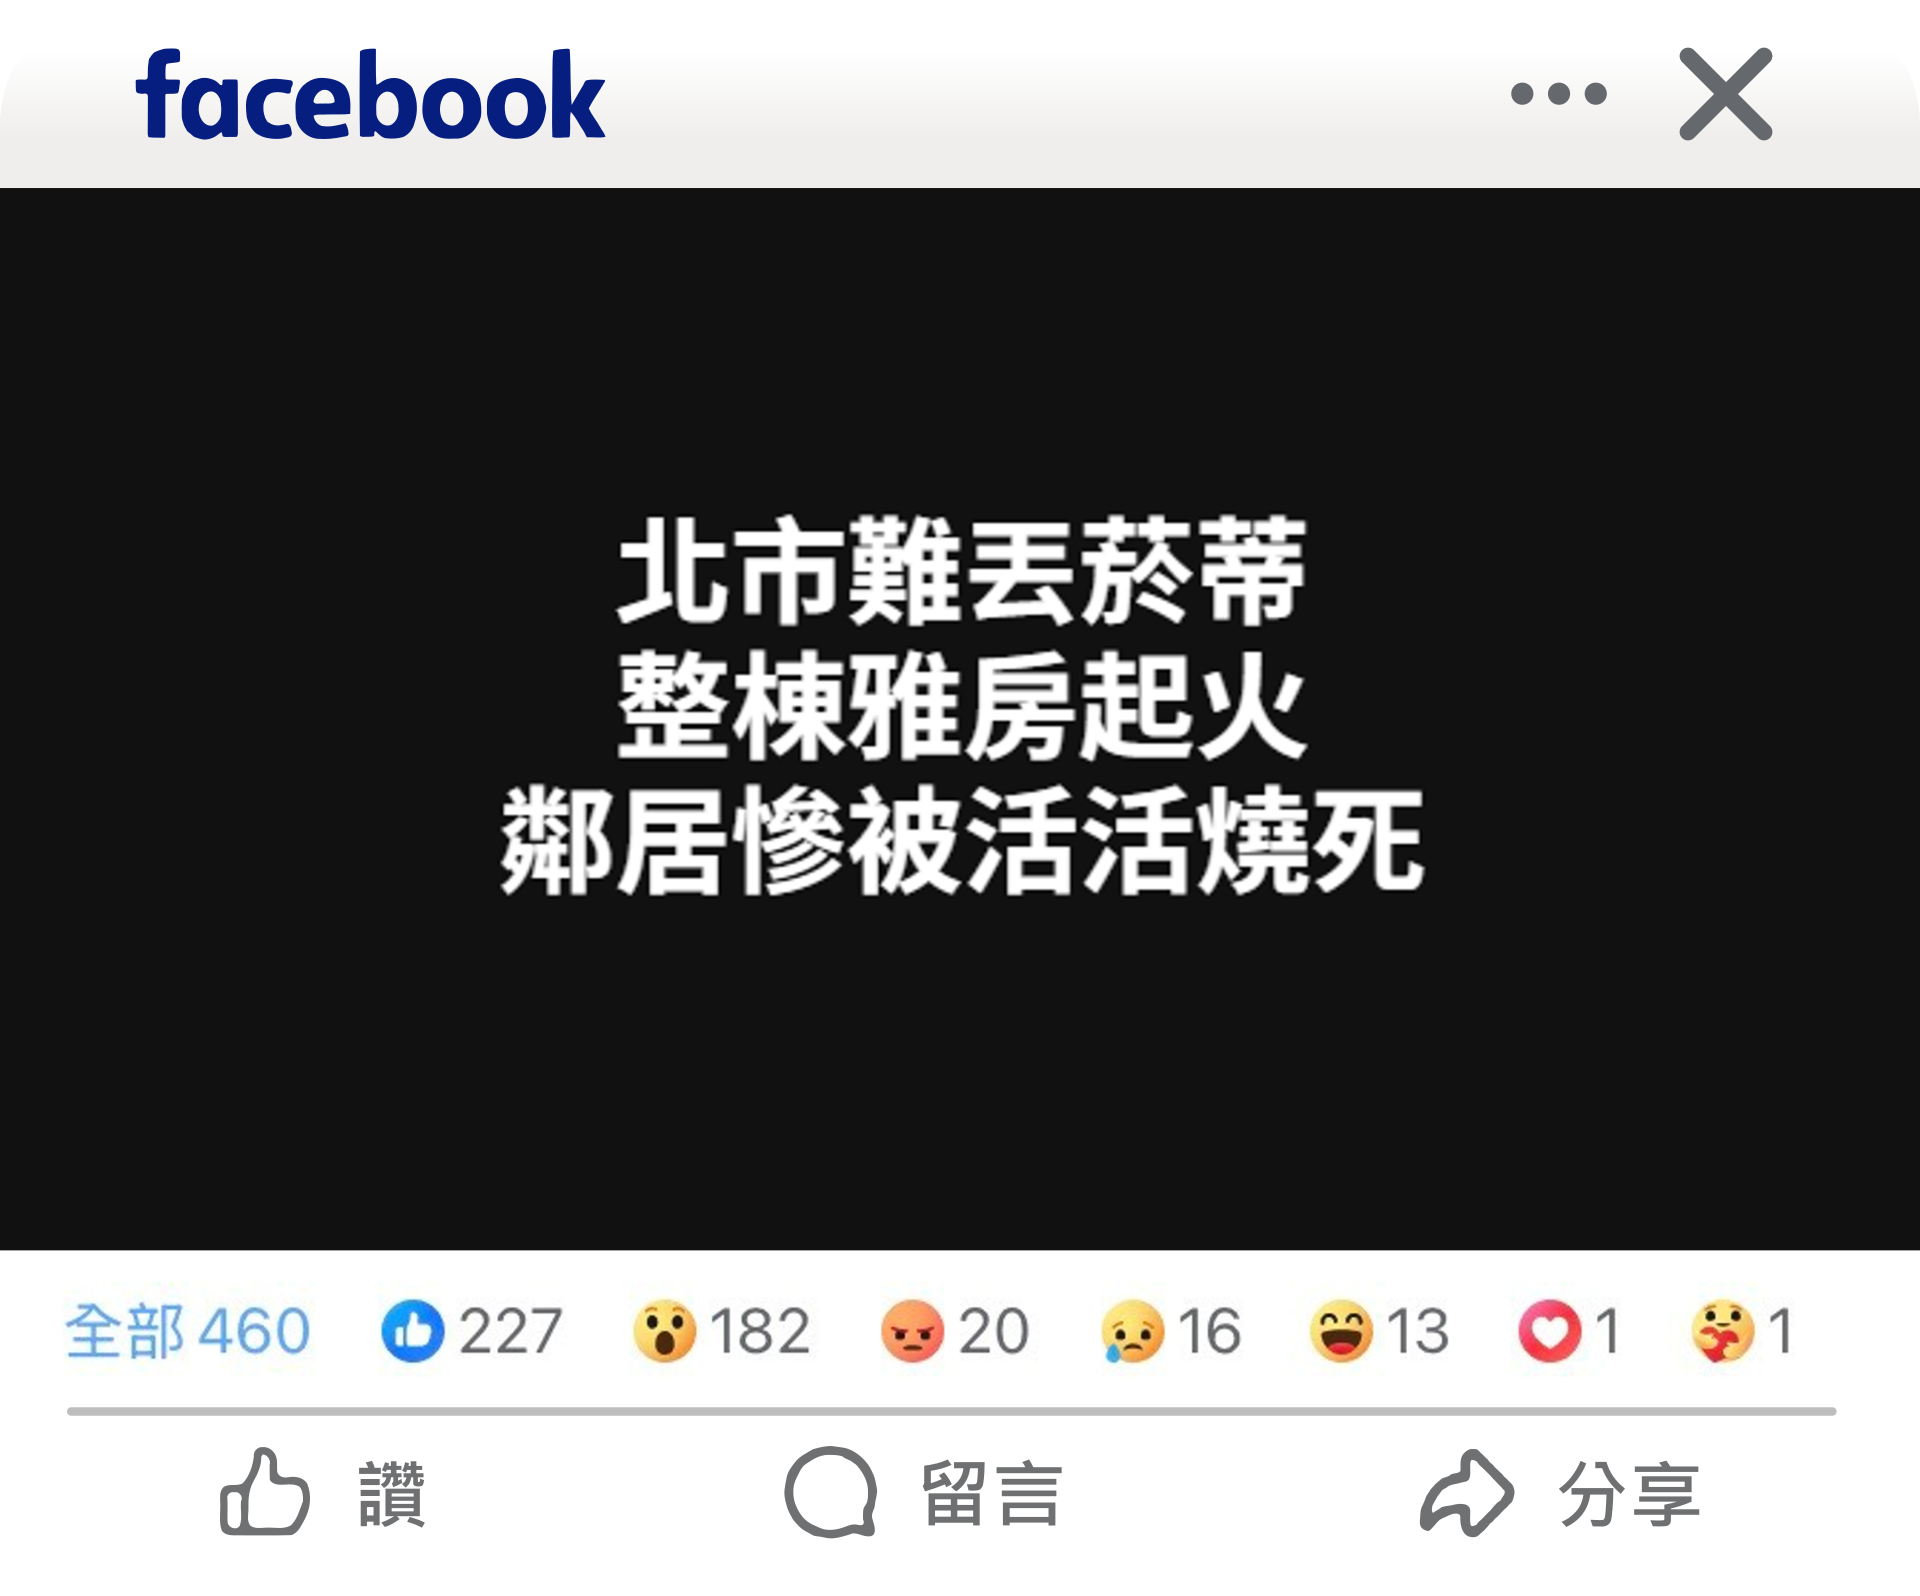 facebook
北市難丟菸蒂
整棟雅房起火
鄰居慘被活活燒死
全部 460 227 182 20 16 13 1 1
讚 留言 分享